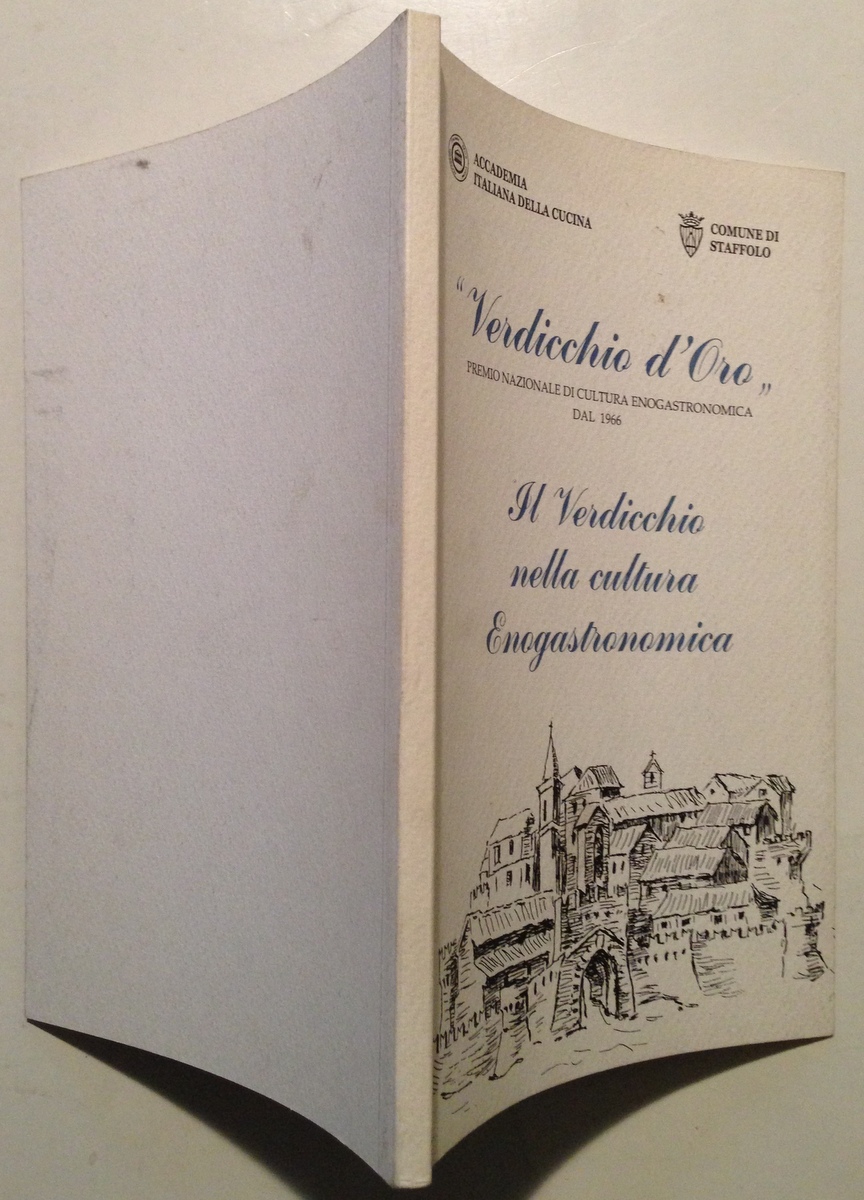 ACCADEMIA
ITALIANA DELLA CUCINA
COMUNE DI
STAFFOLO
"Verdicchio d'Oro„
PREMIO NAZIONALE DI CULTURA ENOGASTRONOMICA
DAL 1966
Il Verdicchio
nella cultura
Enogastronomica